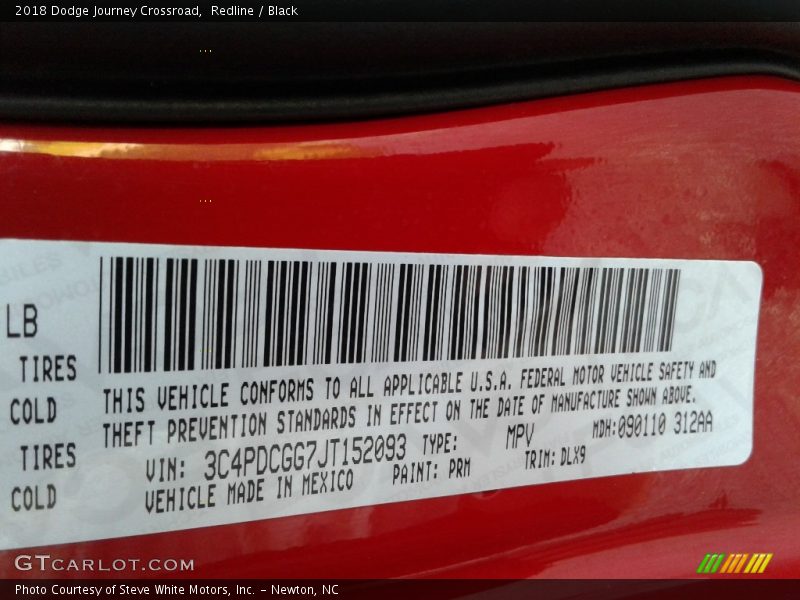 2018 Dodge Journey Crossroad,  Redline / Black
LB
TIRES
COLD
TIRES
COLD
THIS VEHICLE CONFORMS TO ALL APPLICABLE U.S.A. FEDERAL MOTOR VEHICLE SAFETY AND
THEFT PREVENTION STANDARDS IN EFFECT ON THE DATE OF MANUFACTURE SHOWN ABOVE.
VIN: 3C4PDCGG7JT152093 TYPE: MPV MDH:090110 312AA
VEHICLE MADE IN MEXICO PAINT: PRM TRIM: DLX9
GTCARLOT.COM
Photo Courtesy of Steve White Motors, Inc. – Newton, NC